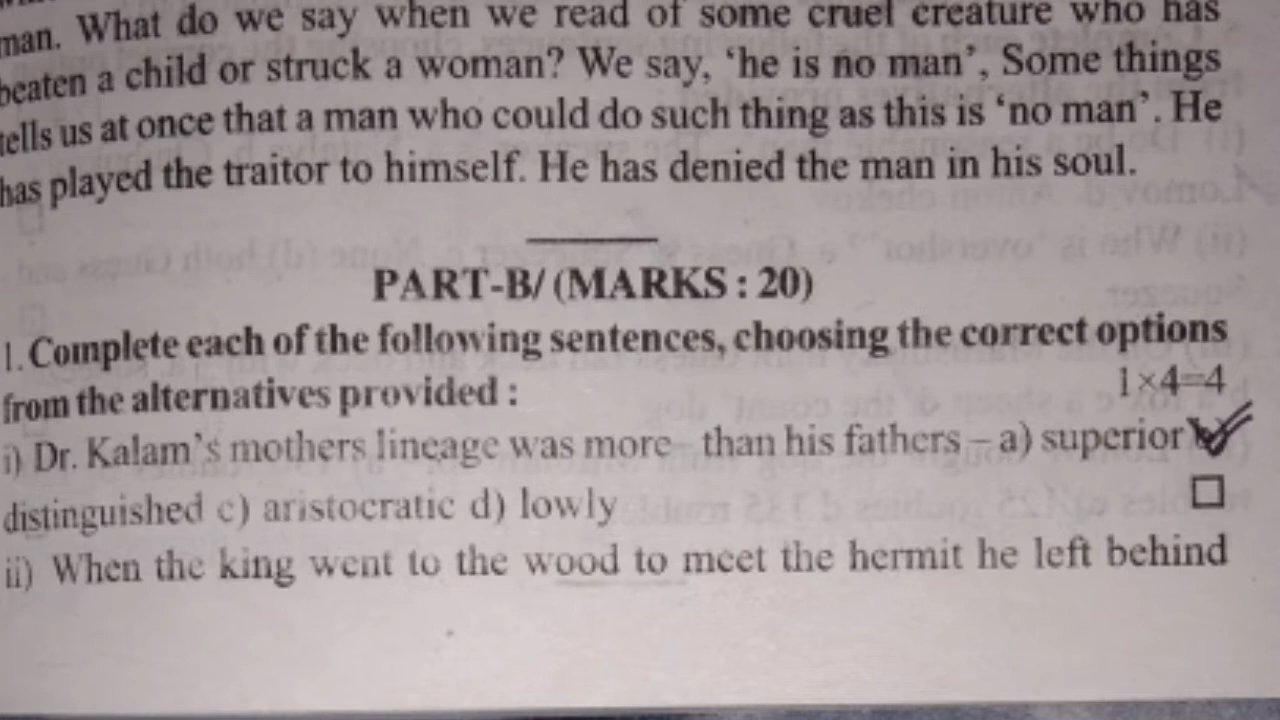 man. What do we say when we read of some cruel creature who has
beaten a child or struck a woman? We say, ‘he is no man’, Some things
tells us at once that a man who could do such thing as this is ‘no man’. He
has played the traitor to himself. He has denied the man in his soul.
PART-B/ (MARKS : 20)
1. Complete each of the following sentences, choosing the correct options
from the alternatives provided :
1×4=4
i) Dr. Kalam’s mothers lineage was more – than his fathers – a) superior
distinguished c) aristocratic d) lowly
ii) When the king went to the wood to meet the hermit he left behind